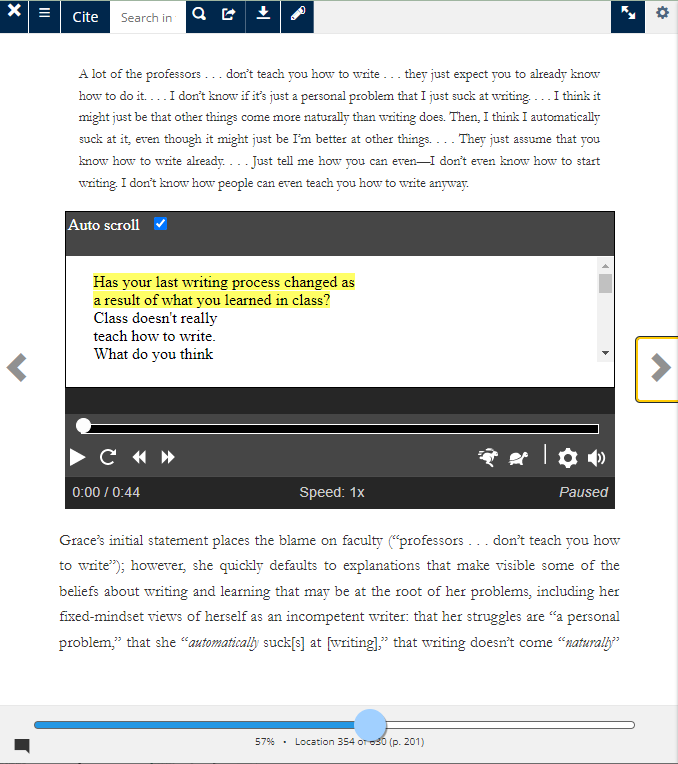 Cite
Search in
A lot of the professors . . . don’t teach you how to write . . . they just expect you to already know
how to do it. . . . I don’t know if it’s just a personal problem that I just suck at writing. . . . I think it
might just be that other things come more naturally than writing does. Then, I think I automatically
suck at it, even though it might just be I’m better at other things. . . . They just assume that you
know how to write already. . . . Just tell me how you can even—I don’t even know how to start
writing. I don’t know how people can even teach you how to write anyway.
Auto scroll
Has your last writing process changed as
a result of what you learned in class?
Class doesn't really
teach how to write.
What do you think
0:00 / 0:44 Speed: 1x Paused
Grace’s initial statement places the blame on faculty (“professors . . . don’t teach you how
to write”); however, she quickly defaults to explanations that make visible some of the
beliefs about writing and learning that may be at the root of her problems, including her
fixed-mindset views of herself as an incompetent writer: that her struggles are “a personal
problem,” that she “automatically suck[s] at [writing],” that writing doesn’t come “naturally”
57% • Location 354 of 630 (p. 201)